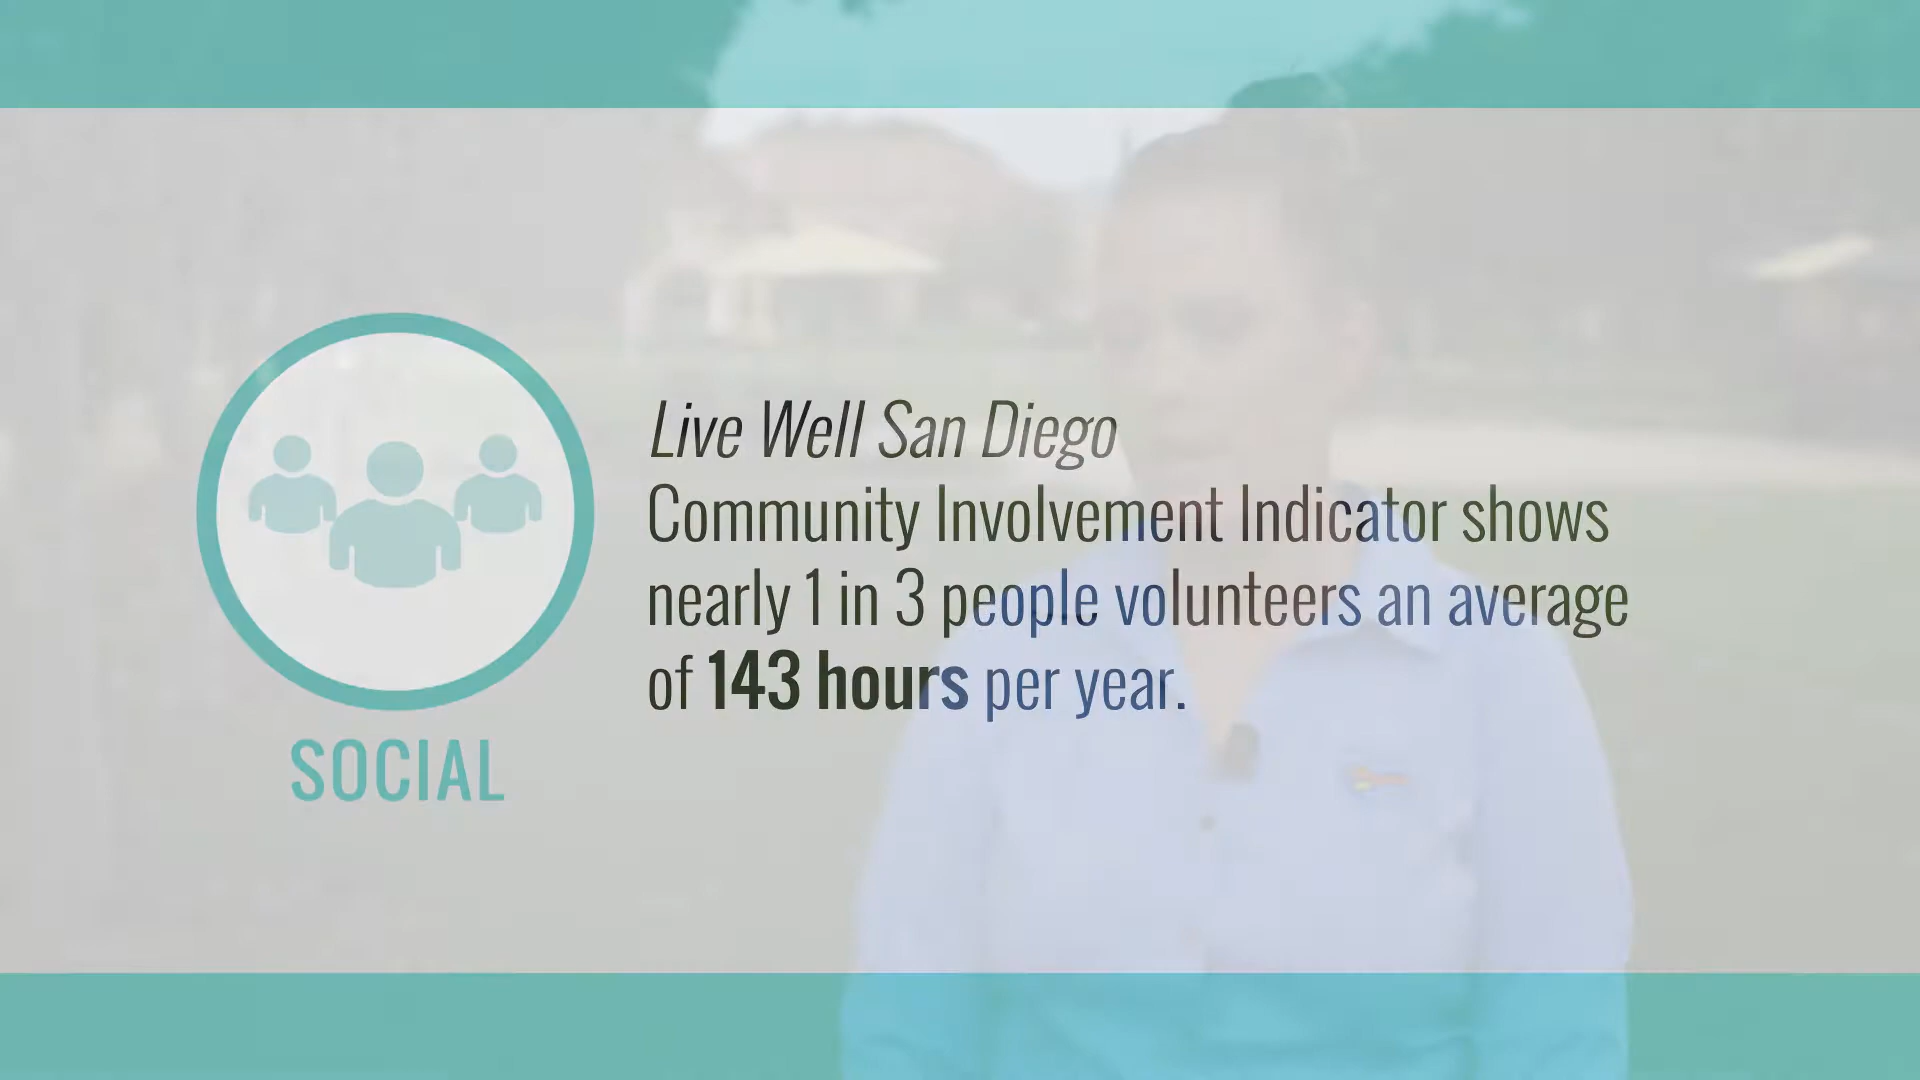 Live Well San Diego
Community Involvement Indicator shows
nearly 1 in 3 people volunteers an average
of 143 hours per year.
SOCIAL